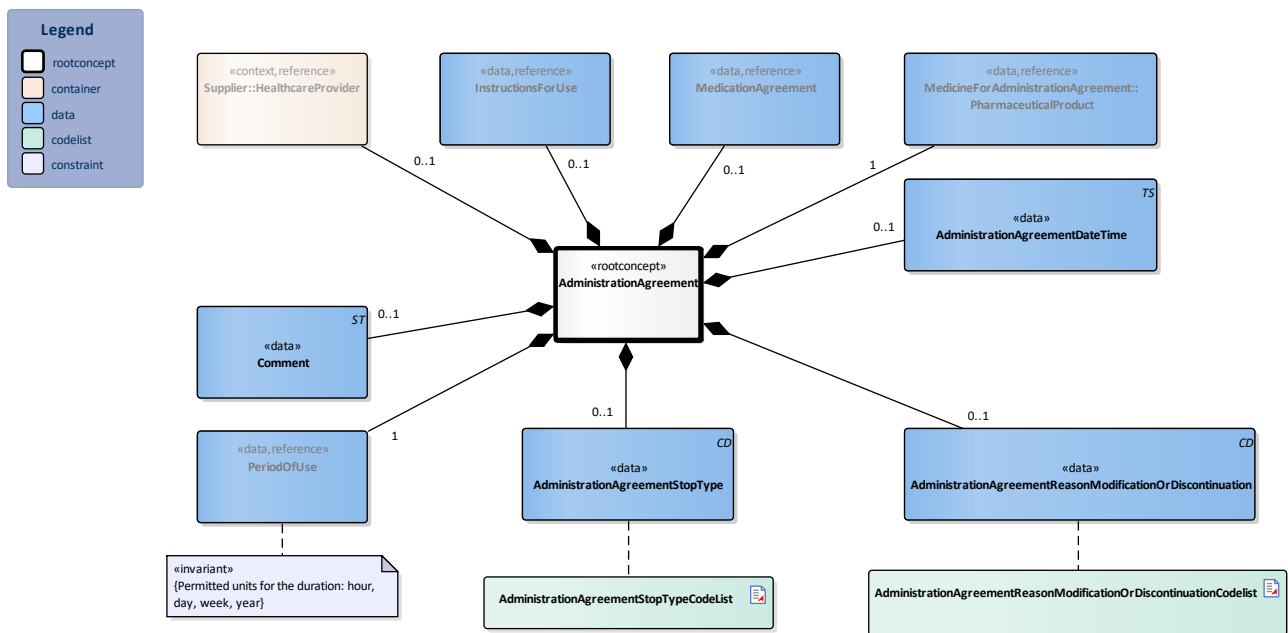 Legend
rootconcept
container
data
codelist
constraint
«context,reference»
Supplier::HealthcareProvider
«data,reference»
InstructionsForUse
«data,reference»
MedicationAgreement
«data,reference»
MedicineForAdministrationAgreement::
PharmaceuticalProduct
0..1
0..1
0..1
1
TS
«data»
AdministrationAgreementDateTime
0..1
«rootconcept»
AdministrationAgreement
ST
«data»
Comment
0..1
«data,reference»
PeriodOfUse
1
CD
«data»
AdministrationAgreementStopType
0..1
CD
«data»
AdministrationAgreementReasonModificationOrDiscontinuation
0..1
«invariant»
{Permitted units for the duration: hour,
day, week, year}
AdministrationAgreementStopTypeCodeList
AdministrationAgreementReasonModificationOrDiscontinuationCodelist